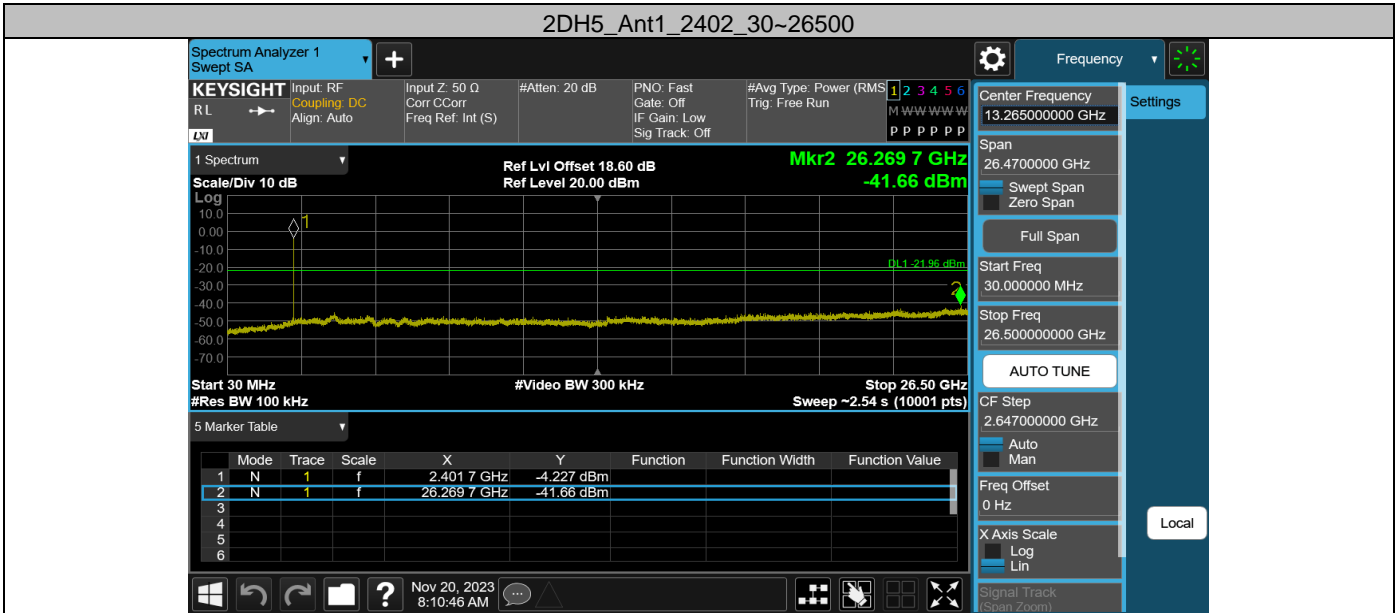 2DH5_Ant1_2402_30~26500
Spectrum Analyzer 1
Swept SA
+
Frequency
KEYSIGHT
Input: RF
Input Z: 50 Ω
#Atten: 20 dB
PNO: Fast
#Avg Type: Power (RMS
1 2 3 4 5 6
R L
Coupling: DC
Corr CCorr
Gate: Off
Trig: Free Run
M W W W W W
Align: Auto
Freq Ref: Int (S)
IF Gain: Low
LXI
Sig Track: Off
P P P P P P
1 Spectrum
Ref Lvl Offset 18.60 dB
Mkr2 26.269 7 GHz
Scale/Div 10 dB
Ref Level 20.00 dBm
-41.66 dBm
Log
10.0
1
0.00
-10.0
-20.0
DL1 -21.96 dBm
-30.0
2
-40.0
-50.0
-60.0
-70.0
Start 30 MHz
#Video BW 300 kHz
Stop 26.50 GHz
#Res BW 100 kHz
Sweep ~2.54 s (10001 pts)
5 Marker Table
Mode Trace Scale X Y Function Function Width Function Value
1 N 1 f 2.401 7 GHz -4.227 dBm
2 N 1 f 26.269 7 GHz -41.66 dBm
3
4
5
6
Center Frequency
13.265000000 GHz
Settings
Span
26.4700000 GHz
Swept Span
Zero Span
Full Span
Start Freq
30.000000 MHz
Stop Freq
26.500000000 GHz
AUTO TUNE
CF Step
2.647000000 GHz
Auto
Man
Freq Offset
0 Hz
Local
X Axis Scale
Log
Lin
Signal Track
(Span Zoom)
?
Nov 20, 2023
8:10:46 AM